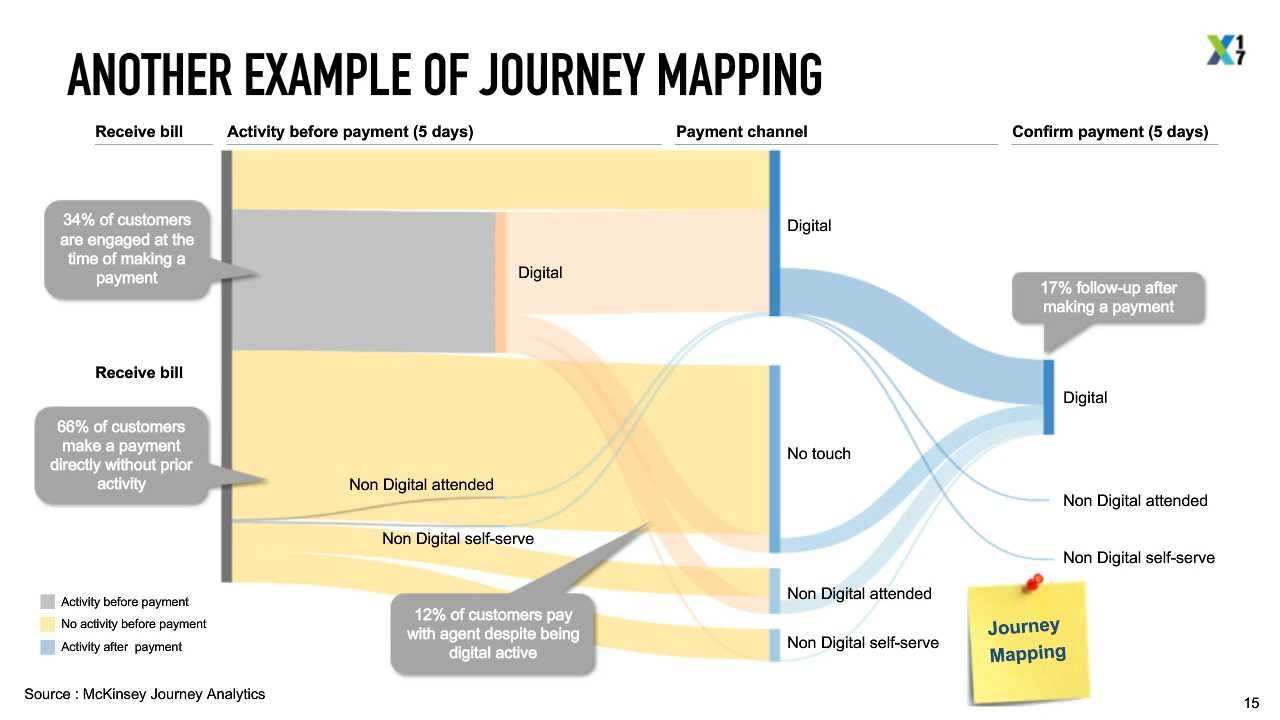 ANOTHER EXAMPLE OF JOURNEY MAPPING
X17
Receive bill
Activity before payment (5 days)
Payment channel
Confirm payment (5 days)
34% of customers
are engaged at the
time of making a
payment
Digital
Digital
17% follow-up after
making a payment
Receive bill
Digital
66% of customers
make a payment
directly without prior
activity
No touch
Non Digital attended
Non Digital attended
Non Digital self-serve
Non Digital self-serve
Non Digital attended
12% of customers pay
with agent despite being
digital active
Non Digital self-serve
Activity before payment
No activity before payment
Activity after payment
Journey
Mapping
Source : McKinsey Journey Analytics
15